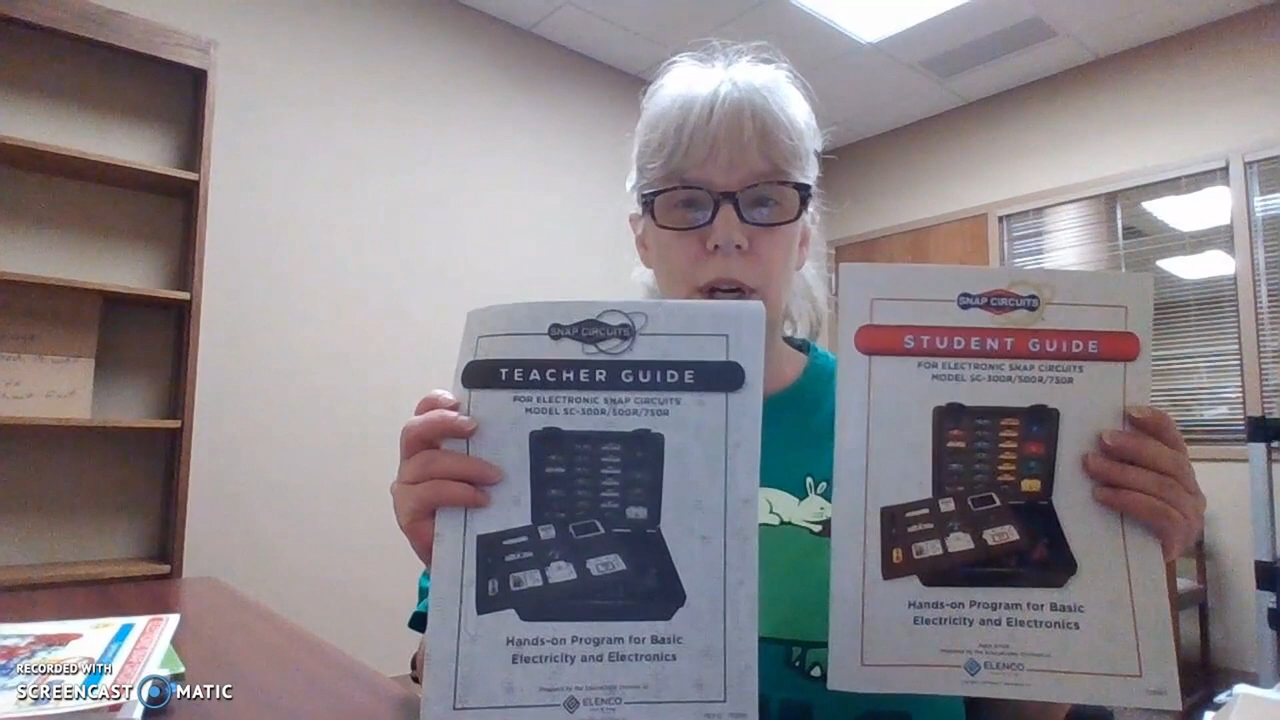 SNAP CIRCUITS
TEACHER GUIDE
FOR ELECTRONIC SNAP CIRCUITS
MODEL SC-300R/500R/750R
Hands-on Program for Basic
Electricity and Electronics
ELENCO
SNAP CIRCUITS
STUDENT GUIDE
FOR ELECTRONIC SNAP CIRCUITS
MODEL SC-300R/500R/750R
Hands-on Program for Basic
Electricity and Electronics
ELENCO
RECORDED WITH
SCREENCAST MATIC